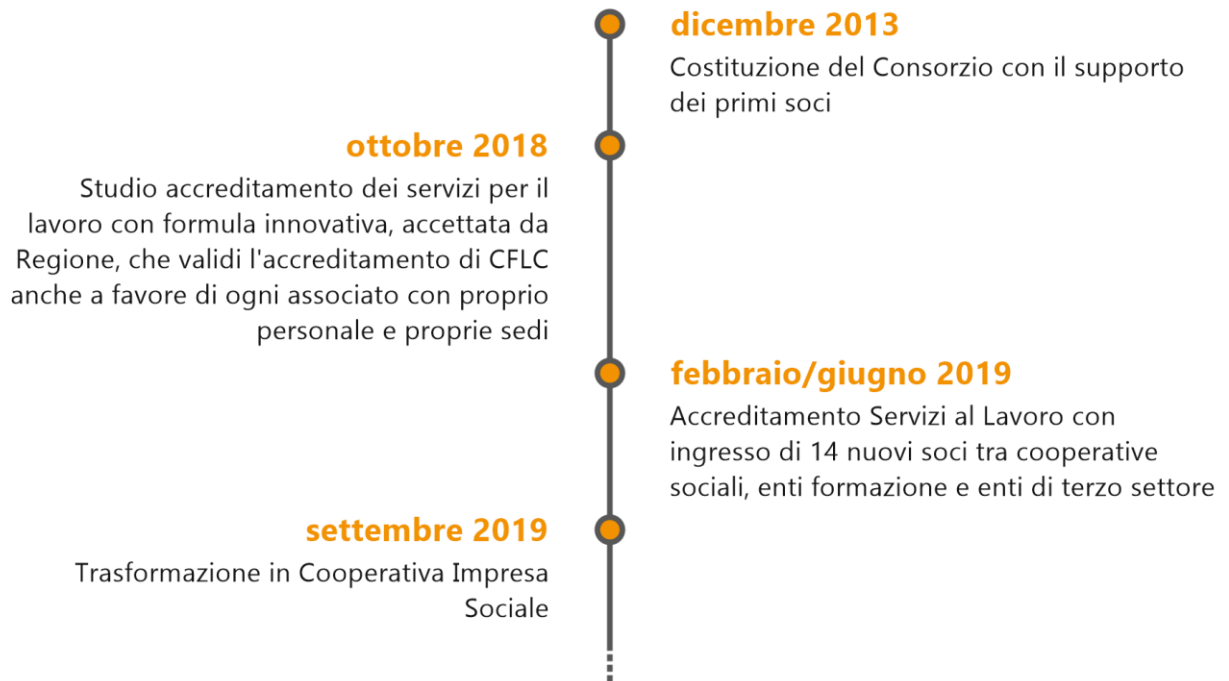 dicembre 2013
Costituzione del Consorzio con il supporto
dei primi soci
ottobre 2018
Studio accreditamento dei servizi per il
lavoro con formula innovativa, accettata da
Regione, che validi l'accreditamento di CFLC
anche a favore di ogni associato con proprio
personale e proprie sedi
febbraio/giugno 2019
Accreditamento Servizi al Lavoro con
ingresso di 14 nuovi soci tra cooperative
sociali, enti formazione e enti di terzo settore
settembre 2019
Trasformazione in Cooperativa Impresa
Sociale